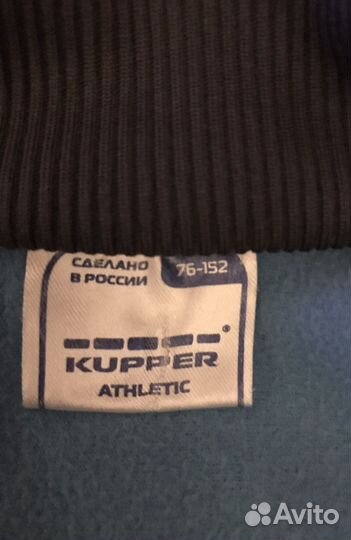 СДЕЛАНО
В РОССИИ
76-152
KUPPER®
ATHLETIC
Avito